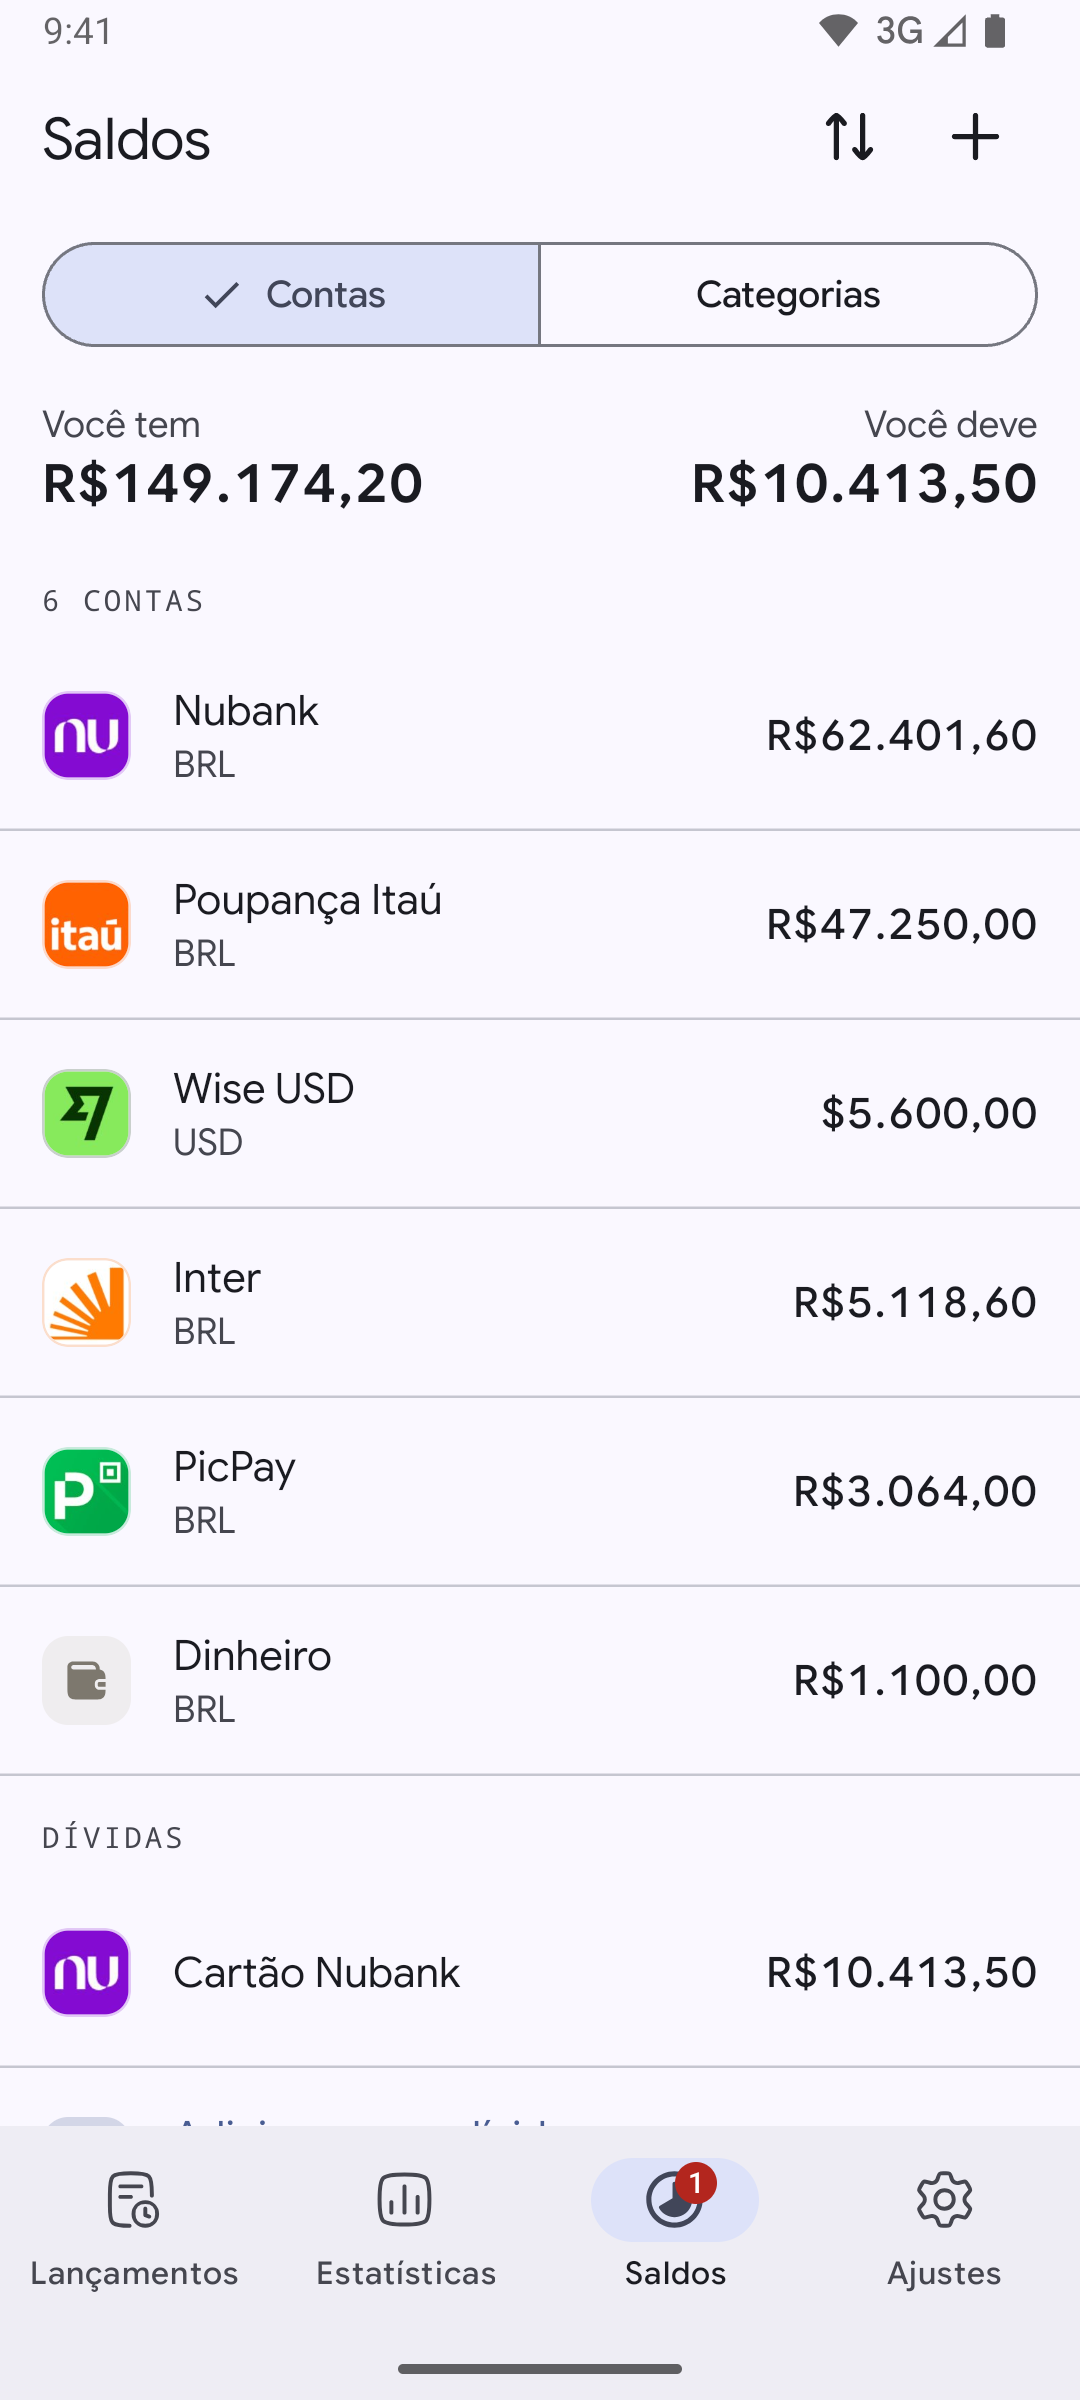 9:41
3G
Saldos
Contas
Categorias
Você tem
Você deve
R$149.174,20
R$10.413,50
6 CONTAS
nu
Nubank
BRL
R$62.401,60
itaú
Poupança Itaú
BRL
R$47.250,00
Wise USD
USD
$5.600,00
Inter
BRL
R$5.118,60
P
PicPay
BRL
R$3.064,00
Dinheiro
BRL
R$1.100,00
DÍVIDAS
nu
Cartão Nubank
R$10.413,50
1
Lançamentos
Estatísticas
Saldos
Ajustes